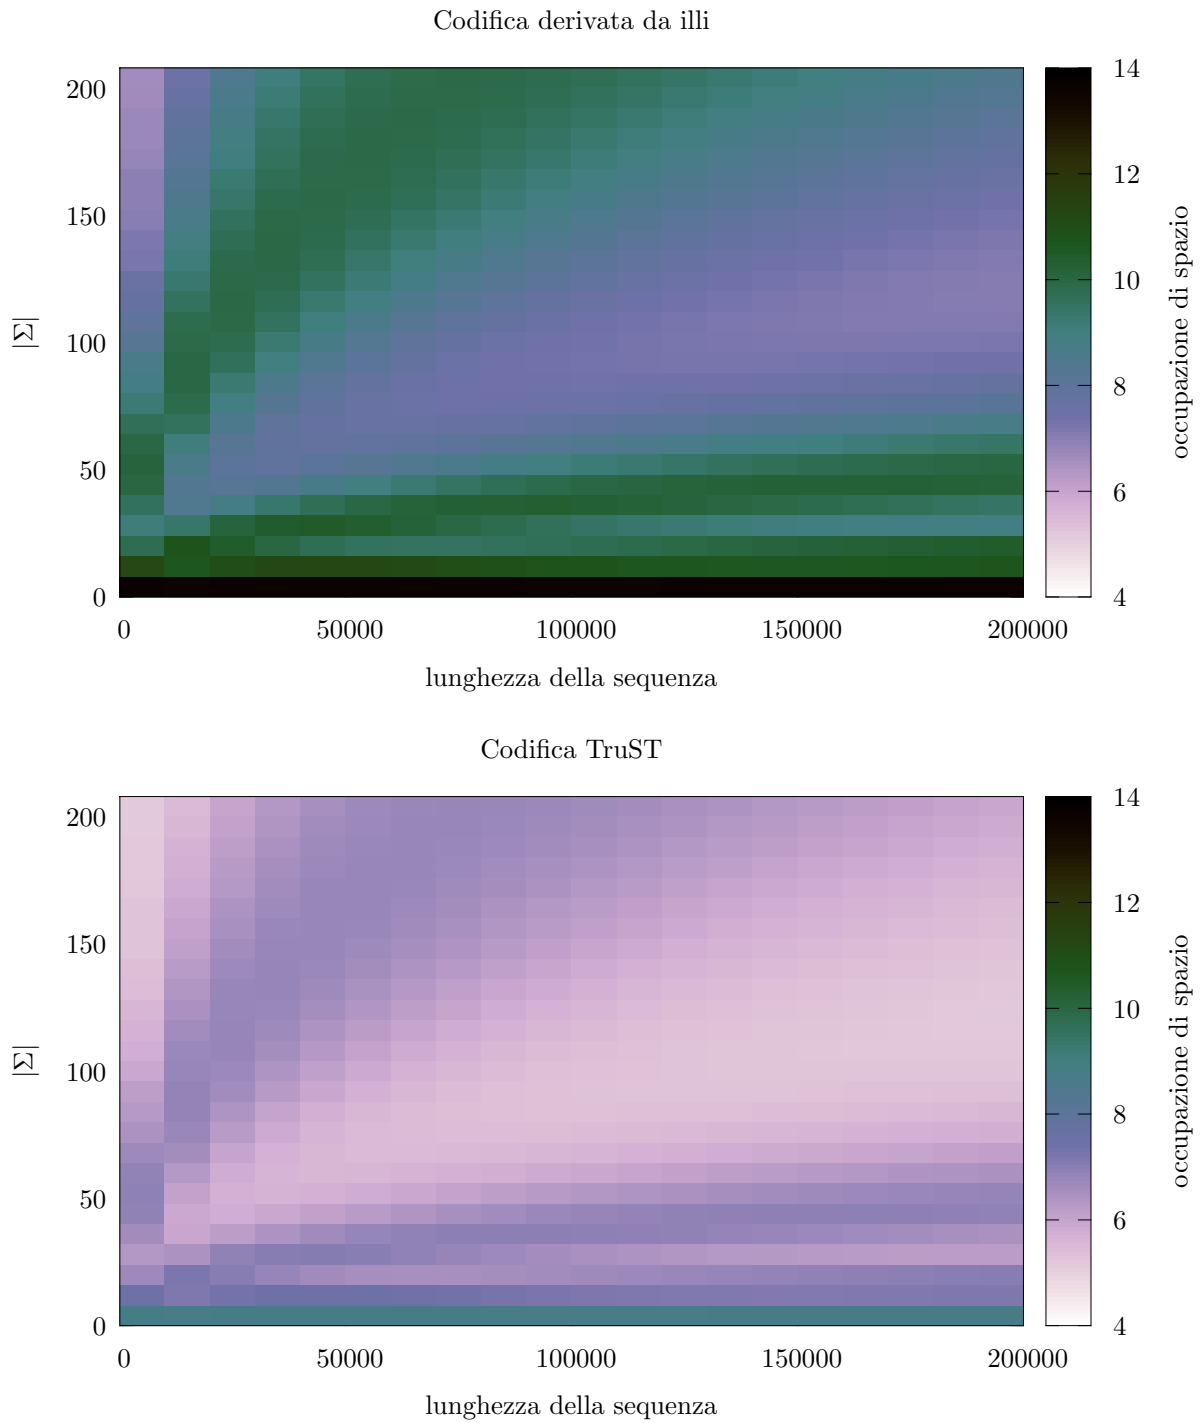 Codifica derivata da illi
200
150
100
50
0
|Σ|
0 50000 100000 150000 200000
lunghezza della sequenza
14
12
10
8
6
4
occupazione di spazio
Codifica TruST
200
150
100
50
0
|Σ|
0 50000 100000 150000 200000
lunghezza della sequenza
14
12
10
8
6
4
occupazione di spazio